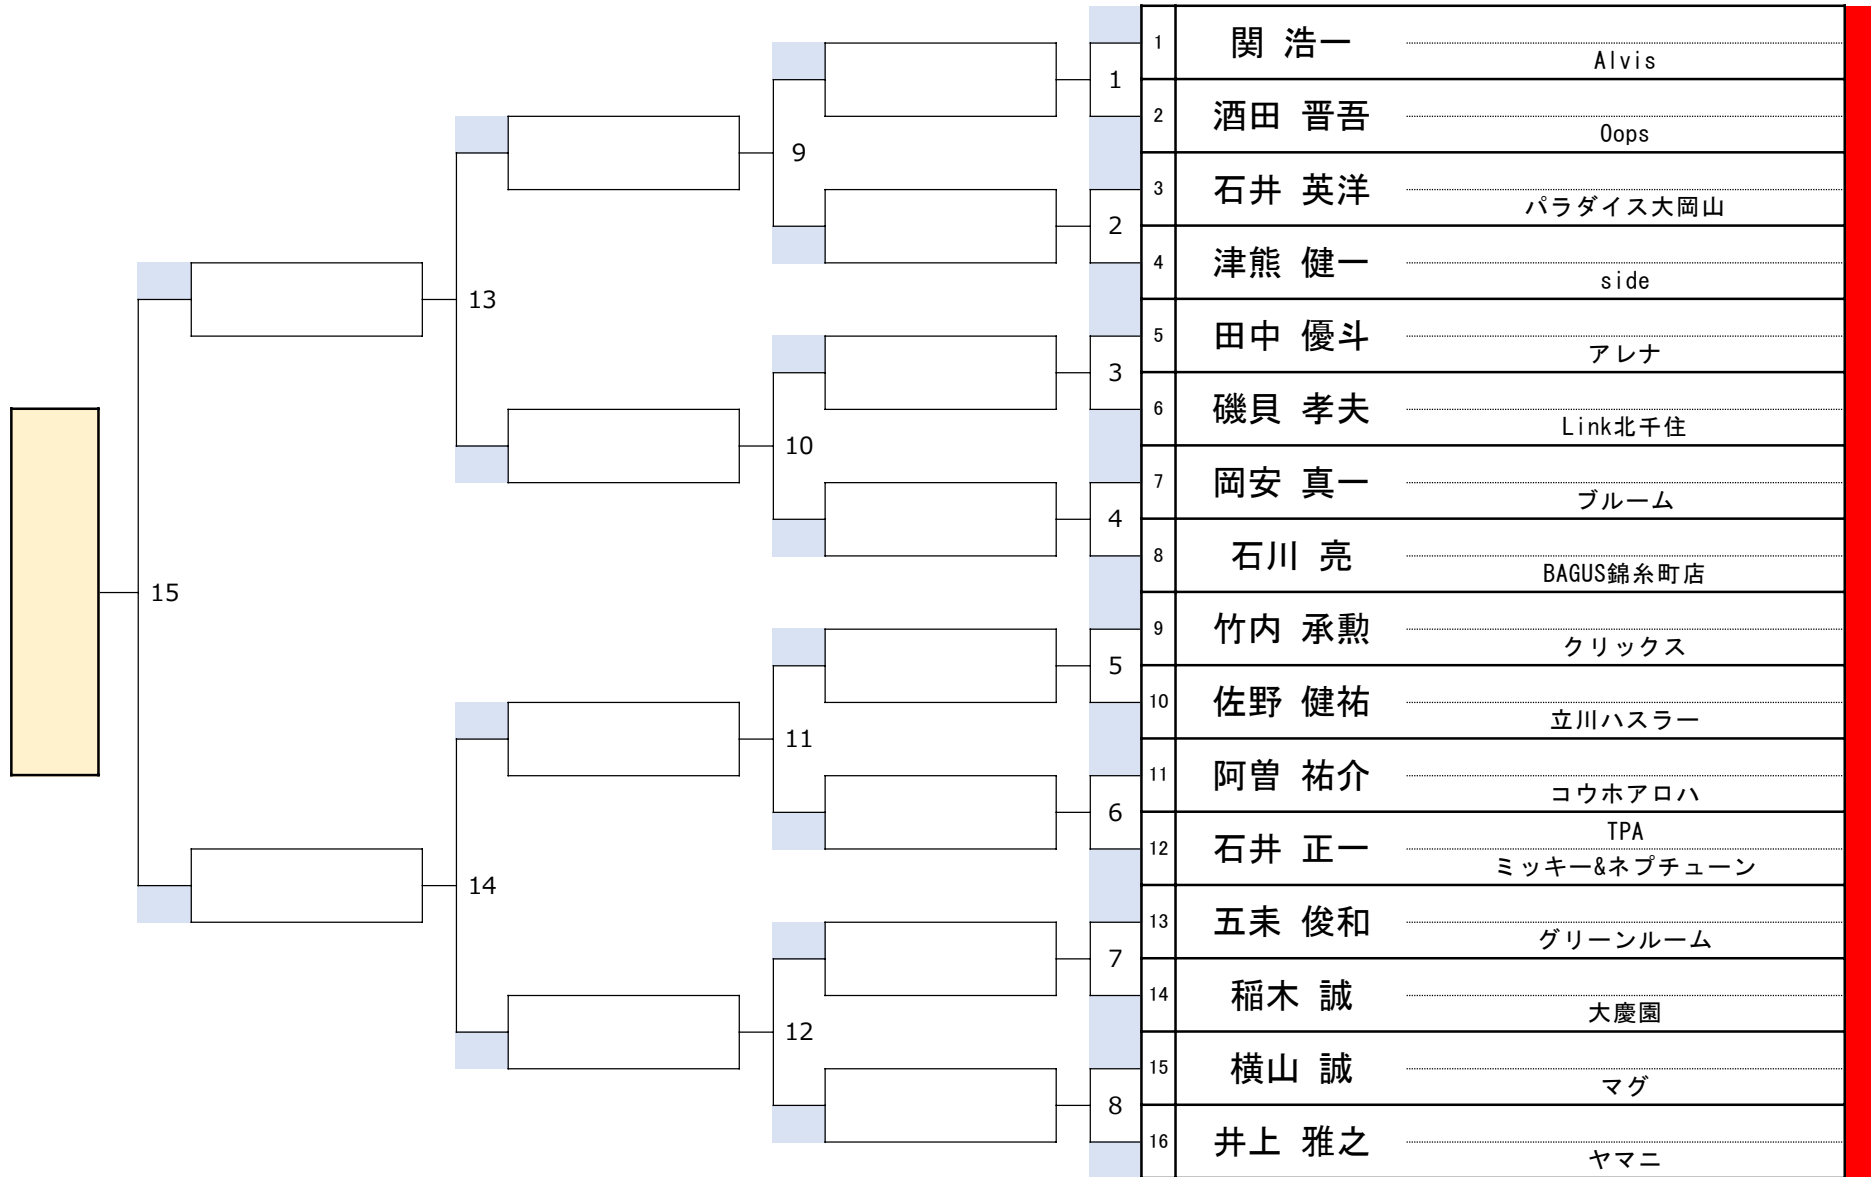 1 関 浩一 Alvis
2 酒田 晋吾 Oops
3 石井 英洋 パラダイス大岡山
4 津熊 健一 side
5 田中 優斗 アレナ
6 磯貝 孝夫 Link北千住
7 岡安 真一 ブルーム
8 石川 亮 BAGUS錦糸町店
9 竹内 承勲 クリックス
10 佐野 健祐 立川ハスラー
11 阿曽 祐介 コウホアロハ
12 石井 正一 TPA
ミッキー&ネプチューン
13 五耒 俊和 グリーンルーム
14 稲木 誠 大慶園
15 横山 誠 マグ
16 井上 雅之 ヤマニ
1
2
3
4
5
6
7
8
9
10
11
12
13
14
15